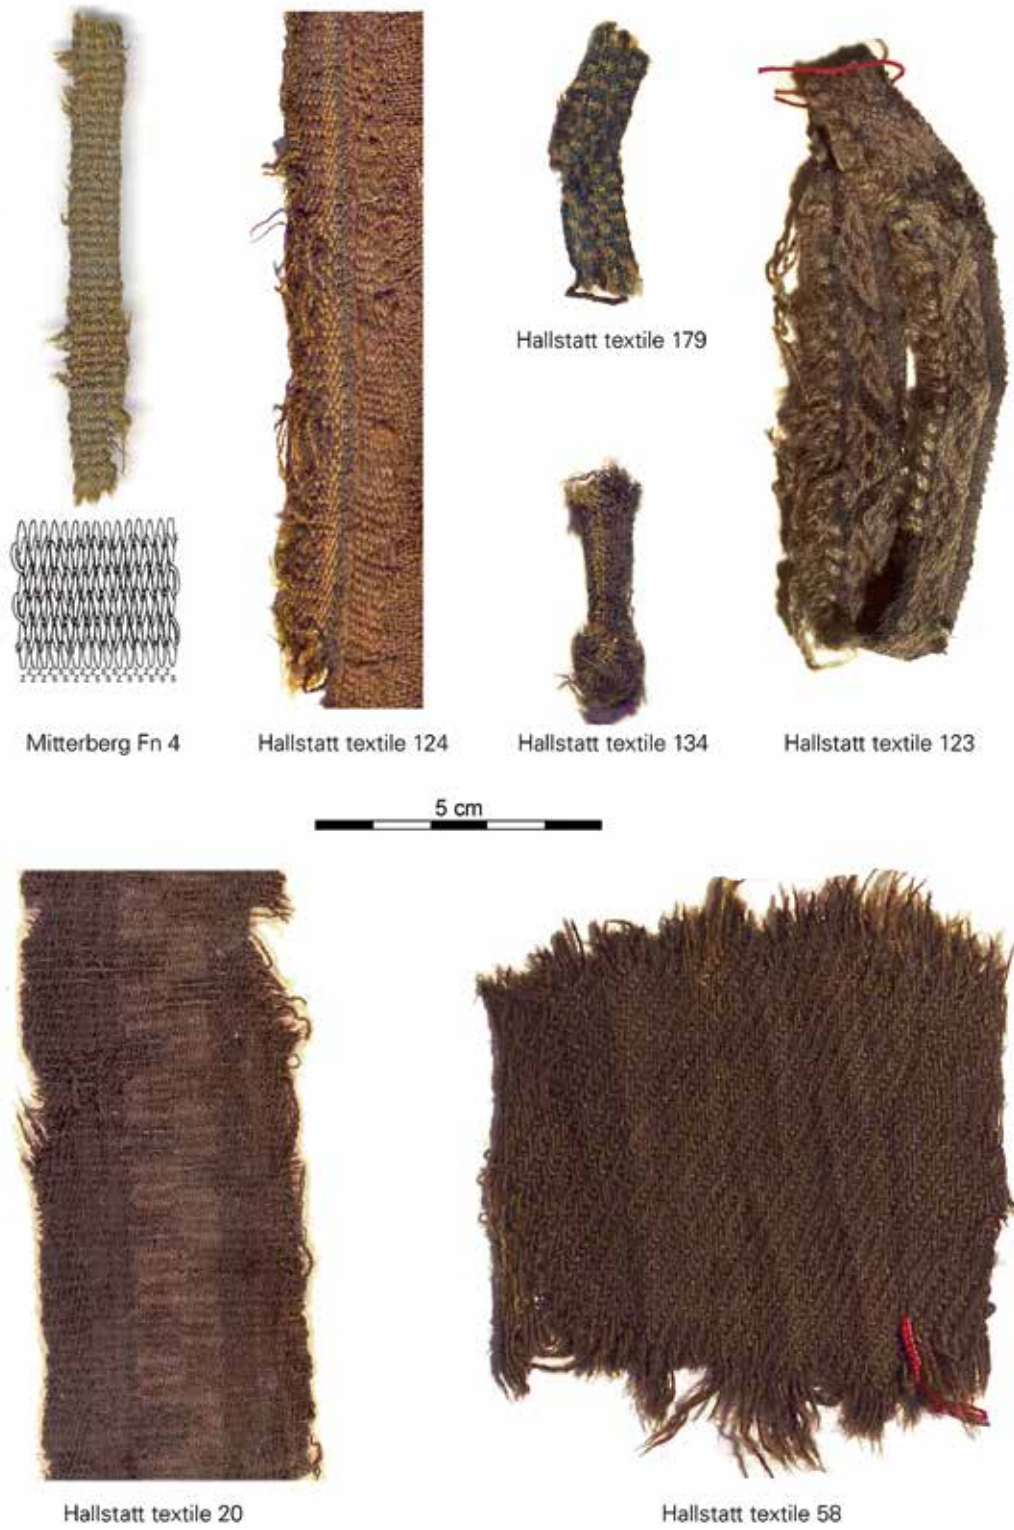 Hallstatt textile 179
Mitterberg Fn 4
Hallstatt textile 124
Hallstatt textile 134
Hallstatt textile 123
5 cm
Hallstatt textile 20
Hallstatt textile 58